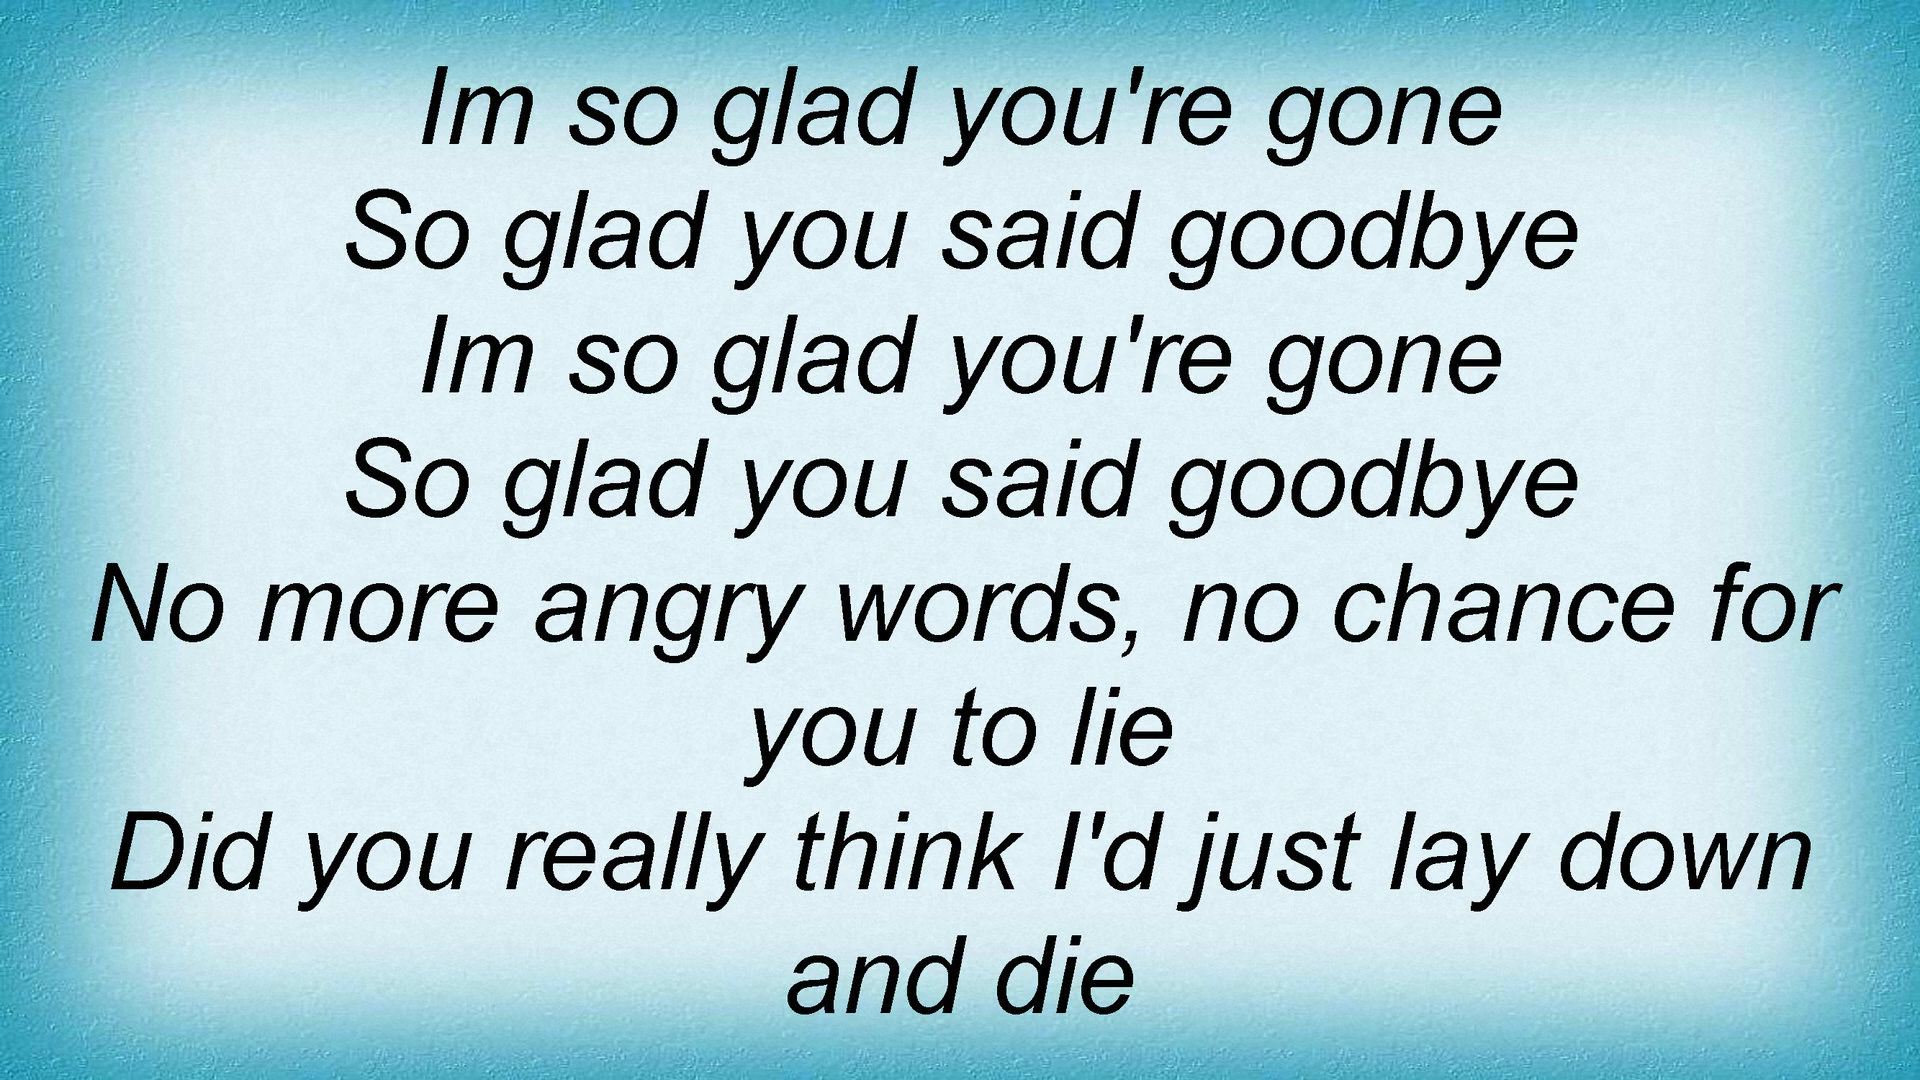 Im so glad you're gone
So glad you said goodbye
Im so glad you're gone
So glad you said goodbye
No more angry words, no chance for
you to lie
Did you really think I'd just lay down
and die